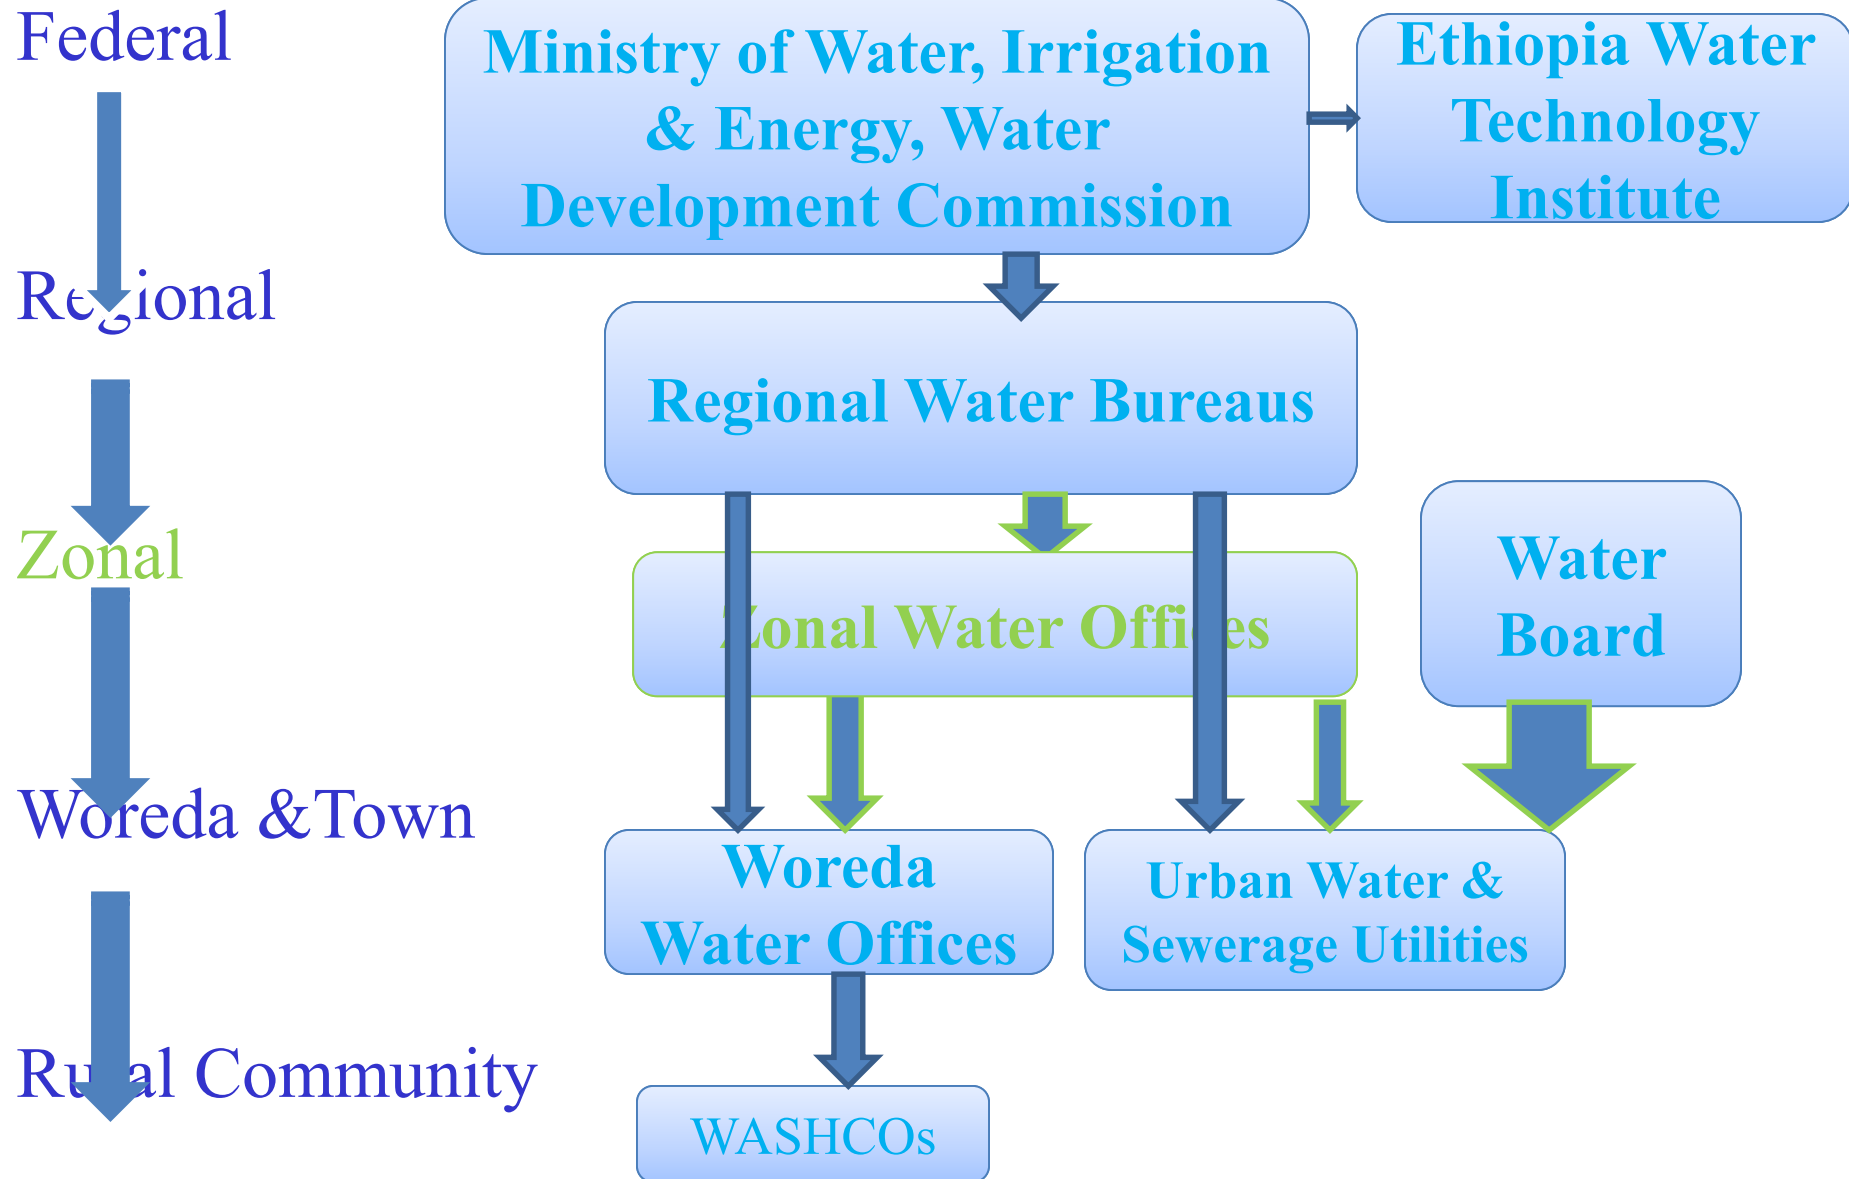 Federal
Ministry of Water, Irrigation
& Energy, Water
Development Commission
Ethiopia Water
Technology
Institute
Regional
Regional Water Bureaus
Zonal
Zonal Water Offices
Water
Board
Woreda &Town
Woreda
Water Offices
Urban Water &
Sewerage Utilities
Rural Community
WASHCOs